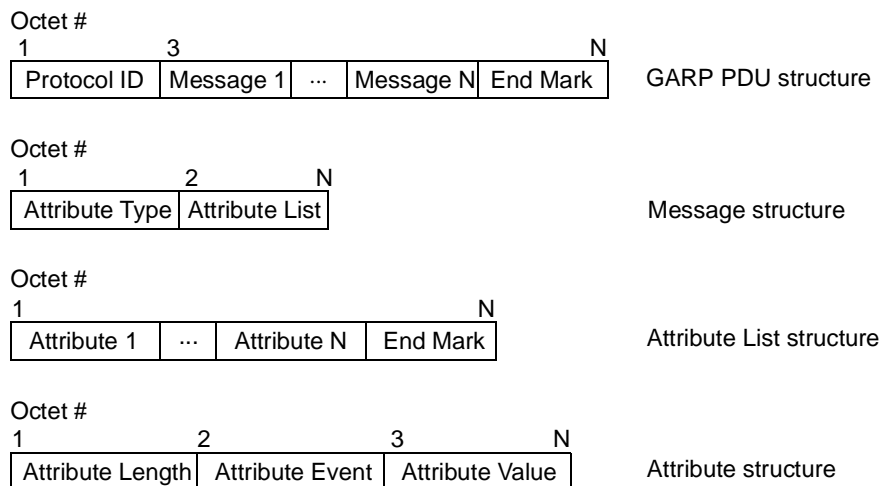 Octet #
1 3 N
Protocol ID Message 1 ... Message N End Mark GARP PDU structure
Octet #
1 2 N
Attribute Type Attribute List Message structure
Octet #
1 N
Attribute 1 ... Attribute N End Mark Attribute List structure
Octet #
1 2 3 N
Attribute Length Attribute Event Attribute Value Attribute structure